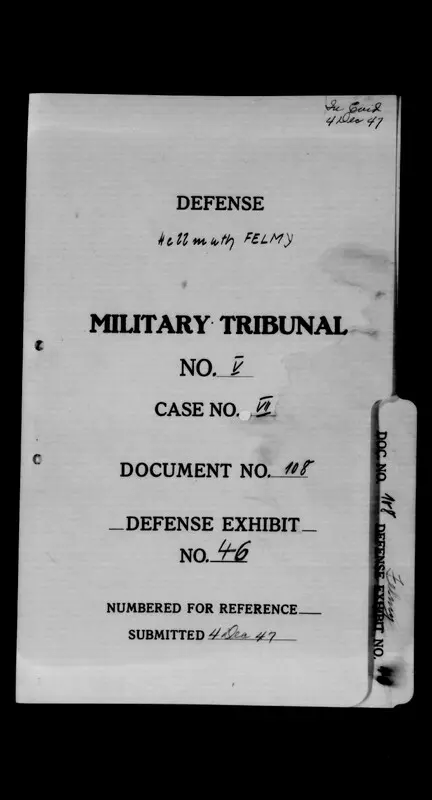 In Evid
4 Dec 47
DEFENSE
Hellmuth FELMY
MILITARY TRIBUNAL
NO. V
CASE NO. VII
DOCUMENT NO. 108
DEFENSE EXHIBIT
NO. 46
NUMBERED FOR REFERENCE
SUBMITTED 4 Dec 47
DOC. NO. 108 DEFENSE EXHIBIT NO.
Felmy